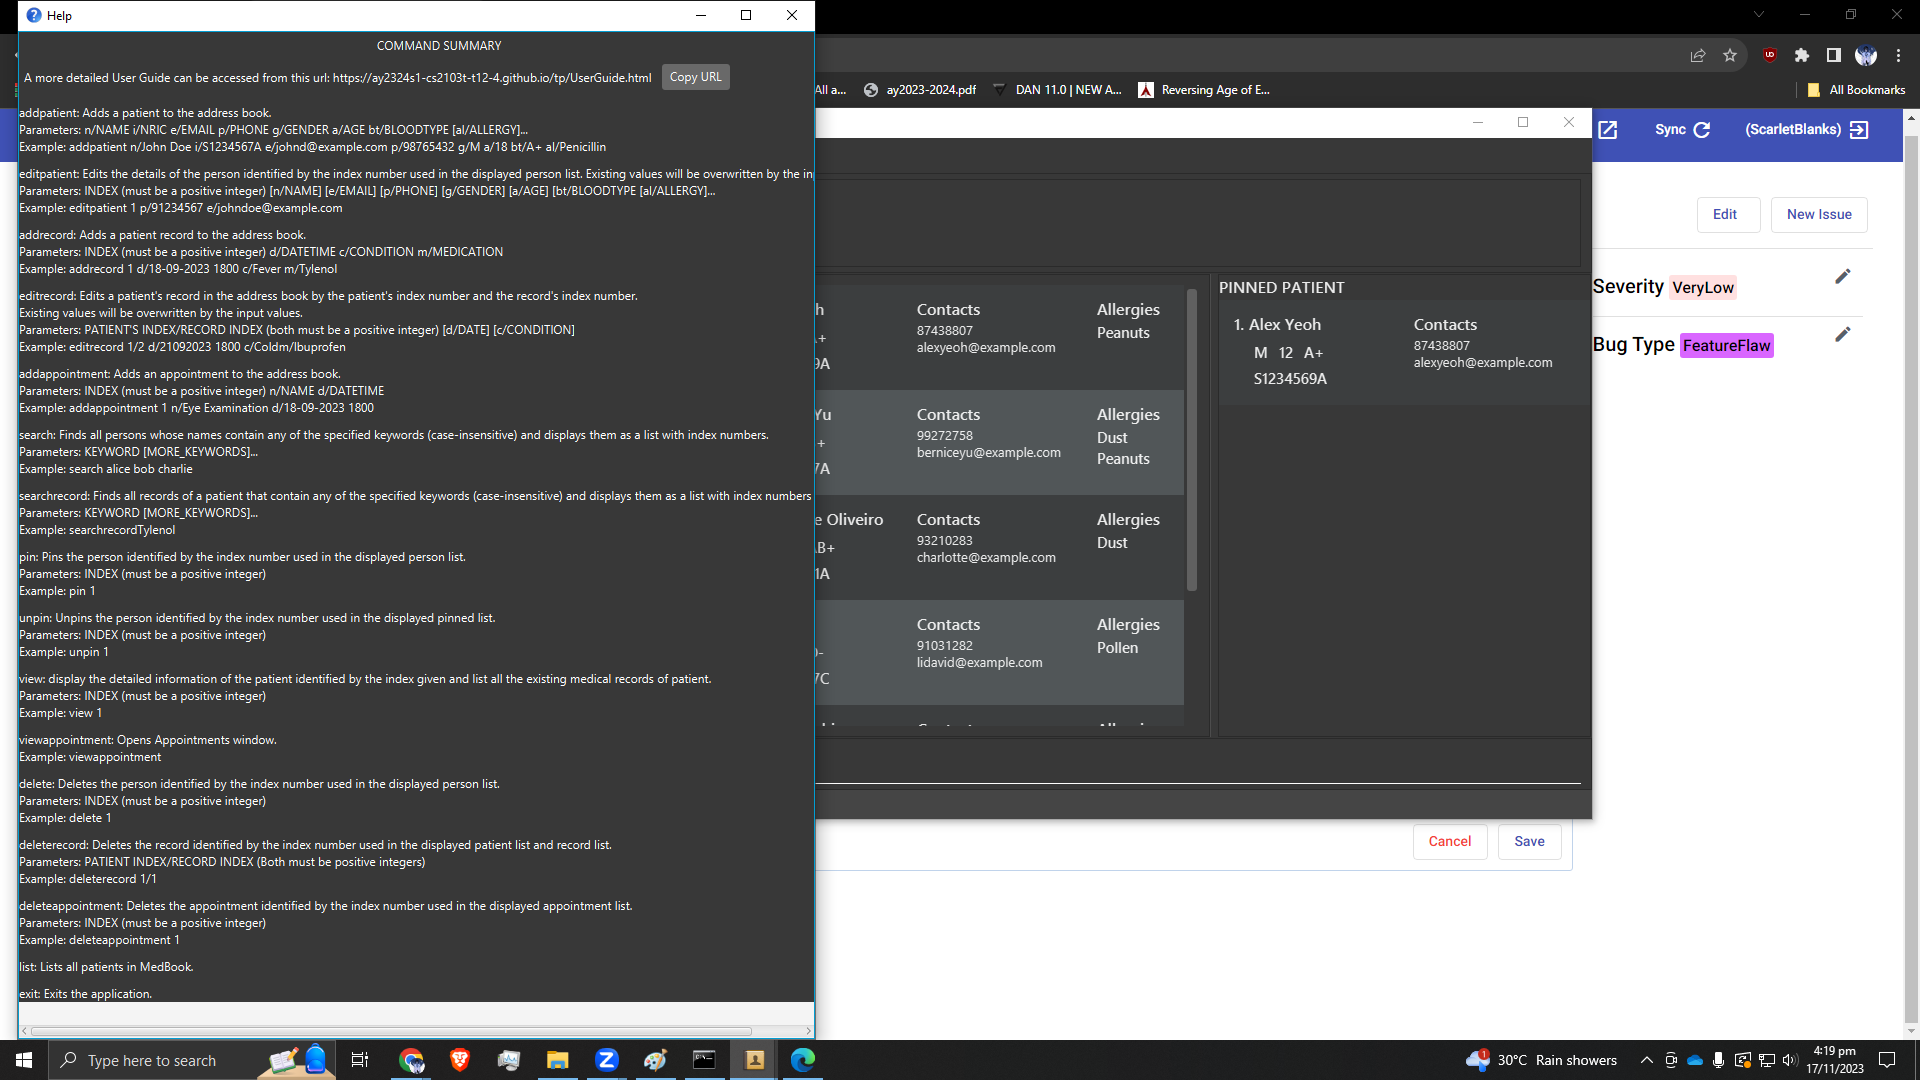 Help
COMMAND SUMMARY
A more detailed User Guide can be accessed from this url: https://ay2324s1-cs2103t-t12-4.github.io/tp/UserGuide.html
Copy URL
addpatient: Adds a patient to the address book.
Parameters: n/NAME i/NRIC e/EMAIL p/PHONE g/GENDER a/AGE bt/BLOODTYPE [al/ALLERGY]...
Example: addpatient n/John Doe i/S1234567A e/johnd@example.com p/98765432 g/M a/18 bt/A+ al/Penicillin
editpatient: Edits the details of the person identified by the index number used in the displayed person list. Existing values will be overwritten by the in
Parameters: INDEX (must be a positive integer) [n/NAME] [e/EMAIL] [p/PHONE] [g/GENDER] [a/AGE] [bt/BLOODTYPE [al/ALLERGY]...
Example: editpatient 1 p/91234567 e/johndoe@example.com
addrecord: Adds a patient record to the address book.
Parameters: INDEX (must be a positive integer) d/DATETIME c/CONDITION m/MEDICATION
Example: addrecord 1 d/18-09-2023 1800 c/Fever m/Tylenol
editrecord: Edits a patient's record in the address book by the patient's index number and the record's index number.
Existing values will be overwritten by the input values.
Parameters: PATIENT'S INDEX/RECORD INDEX (both must be a positive integer) [d/DATE] [c/CONDITION]
Example: editrecord 1/2 d/21092023 1800 c/Coldm/Ibuprofen
addappointment: Adds an appointment to the address book.
Parameters: INDEX (must be a positive integer) n/NAME d/DATETIME
Example: addappointment 1 n/Eye Examination d/18-09-2023 1800
search: Finds all persons whose names contain any of the specified keywords (case-insensitive) and displays them as a list with index numbers.
Parameters: KEYWORD [MORE_KEYWORDS]...
Example: search alice bob charlie
searchrecord: Finds all records of a patient that contain any of the specified keywords (case-insensitive) and displays them as a list with index numbers
Parameters: KEYWORD [MORE_KEYWORDS]...
Example: searchrecordTylenol
pin: Pins the person identified by the index number used in the displayed person list.
Parameters: INDEX (must be a positive integer)
Example: pin 1
unpin: Unpins the person identified by the index number used in the displayed pinned list.
Parameters: INDEX (must be a positive integer)
Example: unpin 1
view: display the detailed information of the patient identified by the index given and list all the existing medical records of patient.
Parameters: INDEX (must be a positive integer)
Example: view 1
viewappointment: Opens Appointments window.
Example: viewappointment
delete: Deletes the person identified by the index number used in the displayed person list.
Parameters: INDEX (must be a positive integer)
Example: delete 1
deleterecord: Deletes the record identified by the index number used in the displayed patient list and record list.
Parameters: PATIENT INDEX/RECORD INDEX (Both must be positive integers)
Example: deleterecord 1/1
deleteappointment: Deletes the appointment identified by the index number used in the displayed appointment list.
Parameters: INDEX (must be a positive integer)
Example: deleteappointment 1
list: Lists all patients in MedBook.
exit: Exits the application.
All a...
ay2023-2024.pdf
DAN 11.0 | NEW A...
Reversing Age of E...
All Bookmarks
Sync
(ScarletBlanks)
Edit
New Issue
Severity VeryLow
Bug Type FeatureFlaw
h
A+
9A
Contacts
87438807
alexyeoh@example.com
Allergies
Peanuts
Yu
+
7A
Contacts
99272758
berniceyu@example.com
Allergies
Dust
Peanuts
e Oliveiro
AB+
1A
Contacts
93210283
charlotte@example.com
Allergies
Dust
O-
7C
Contacts
91031282
lidavid@example.com
Allergies
Pollen
PINNED PATIENT
1. Alex Yeoh
M 12 A+
S1234569A
Contacts
87438807
alexyeoh@example.com
Cancel
Save
Type here to search
1
30°C Rain showers
4:19 pm
17/11/2023